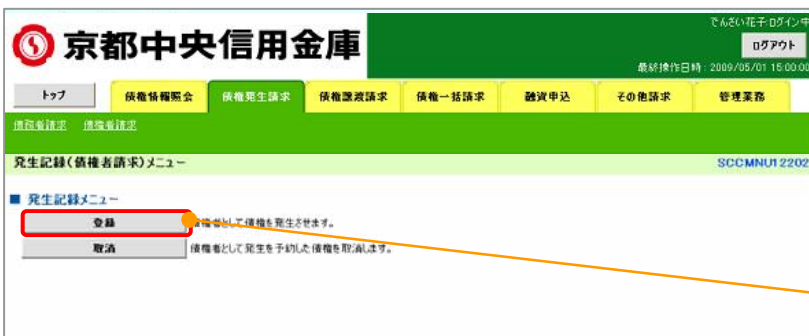 でんさい花子:ログイン中
京都中央信用金庫
ログアウト
最終操作日時:2009/05/01 15:00:00
トップ 債権情報照会 債権発生請求 債権譲渡請求 債権一括請求 融資申込 その他請求 管理業務
債務者請求 債権者請求
発生記録(債権者請求)メニュー SCCMNU12202
■ 発生記録メニュー
登録 債権者として債権を発生させます。
取消 債権者として発生を予約した債権を取消します。